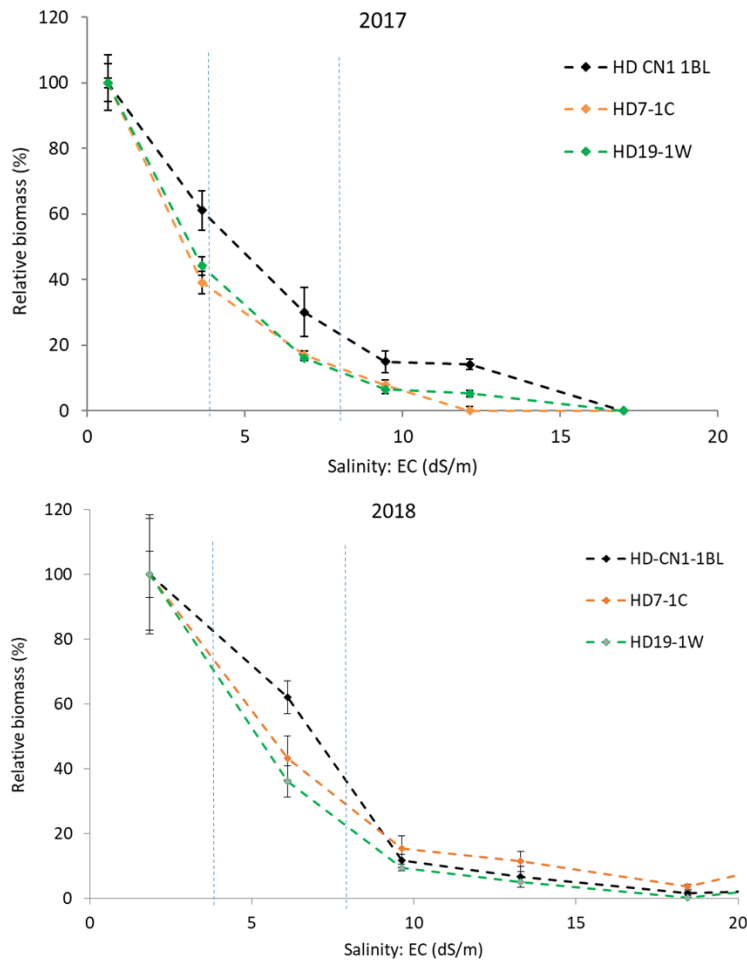 2017
120
100
80
60
40
20
0
Relative biomass (%)
HD CN1 1BL
HD7-1C
HD19-1W
0 5 10 15 20
Salinity: EC (dS/m)
2018
120
100
80
60
40
20
0
Relative biomass (%)
HD-CN1-1BL
HD7-1C
HD19-1W
0 5 10 15 20
Salinity: EC (dS/m)